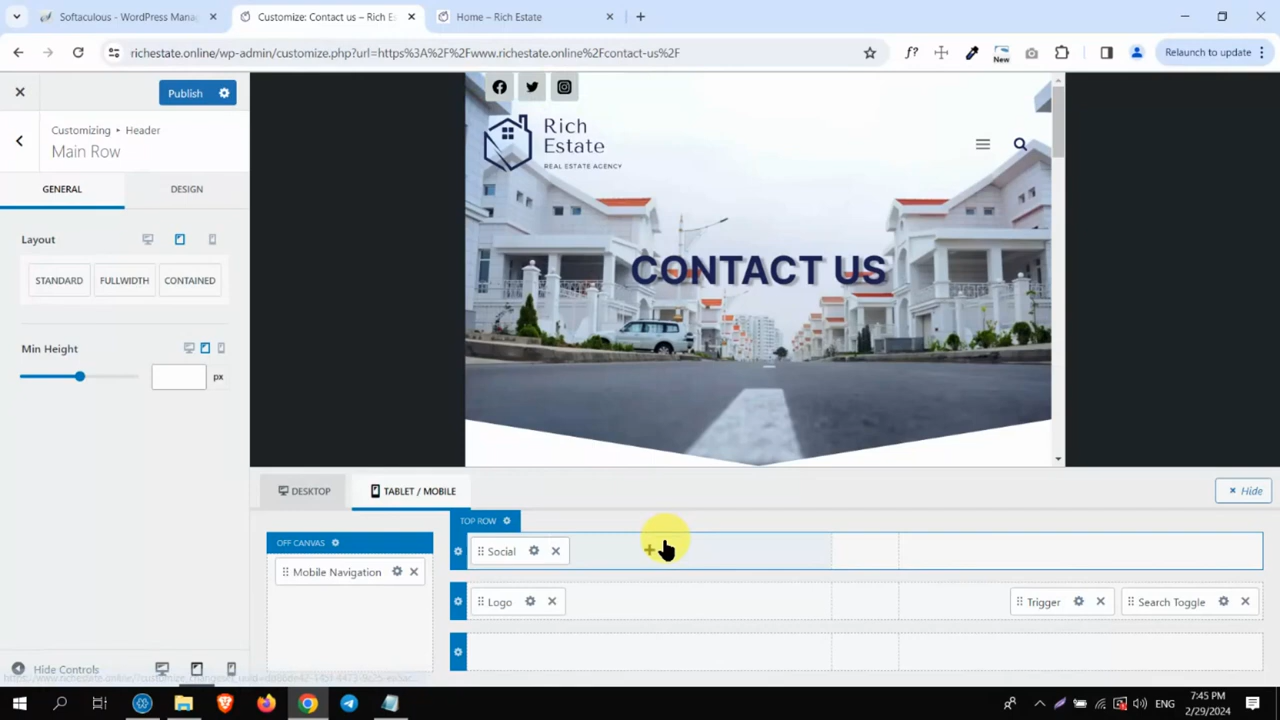 Softaculous - WordPress Mana
Customize: Contact us – Rich Es
Home – Rich Estate
richestate.online/wp-admin/customize.php?url=https%3A%2F%2Fwww.richestate.online%2Fcontact-us%2F
f?
New
Relaunch to update
Publish
Customizing ▸ Header
Main Row
GENERAL
DESIGN
Layout
STANDARD
FULLWIDTH
CONTAINED
Min Height
px
Rich
Estate
REAL ESTATE AGENCY
CONTACT US
DESKTOP
TABLET / MOBILE
× Hide
TOP ROW
OFF CANVAS
Social
Mobile Navigation
Logo
Trigger
Search Toggle
Hide Controls
ENG
7:45 PM
2/29/2024